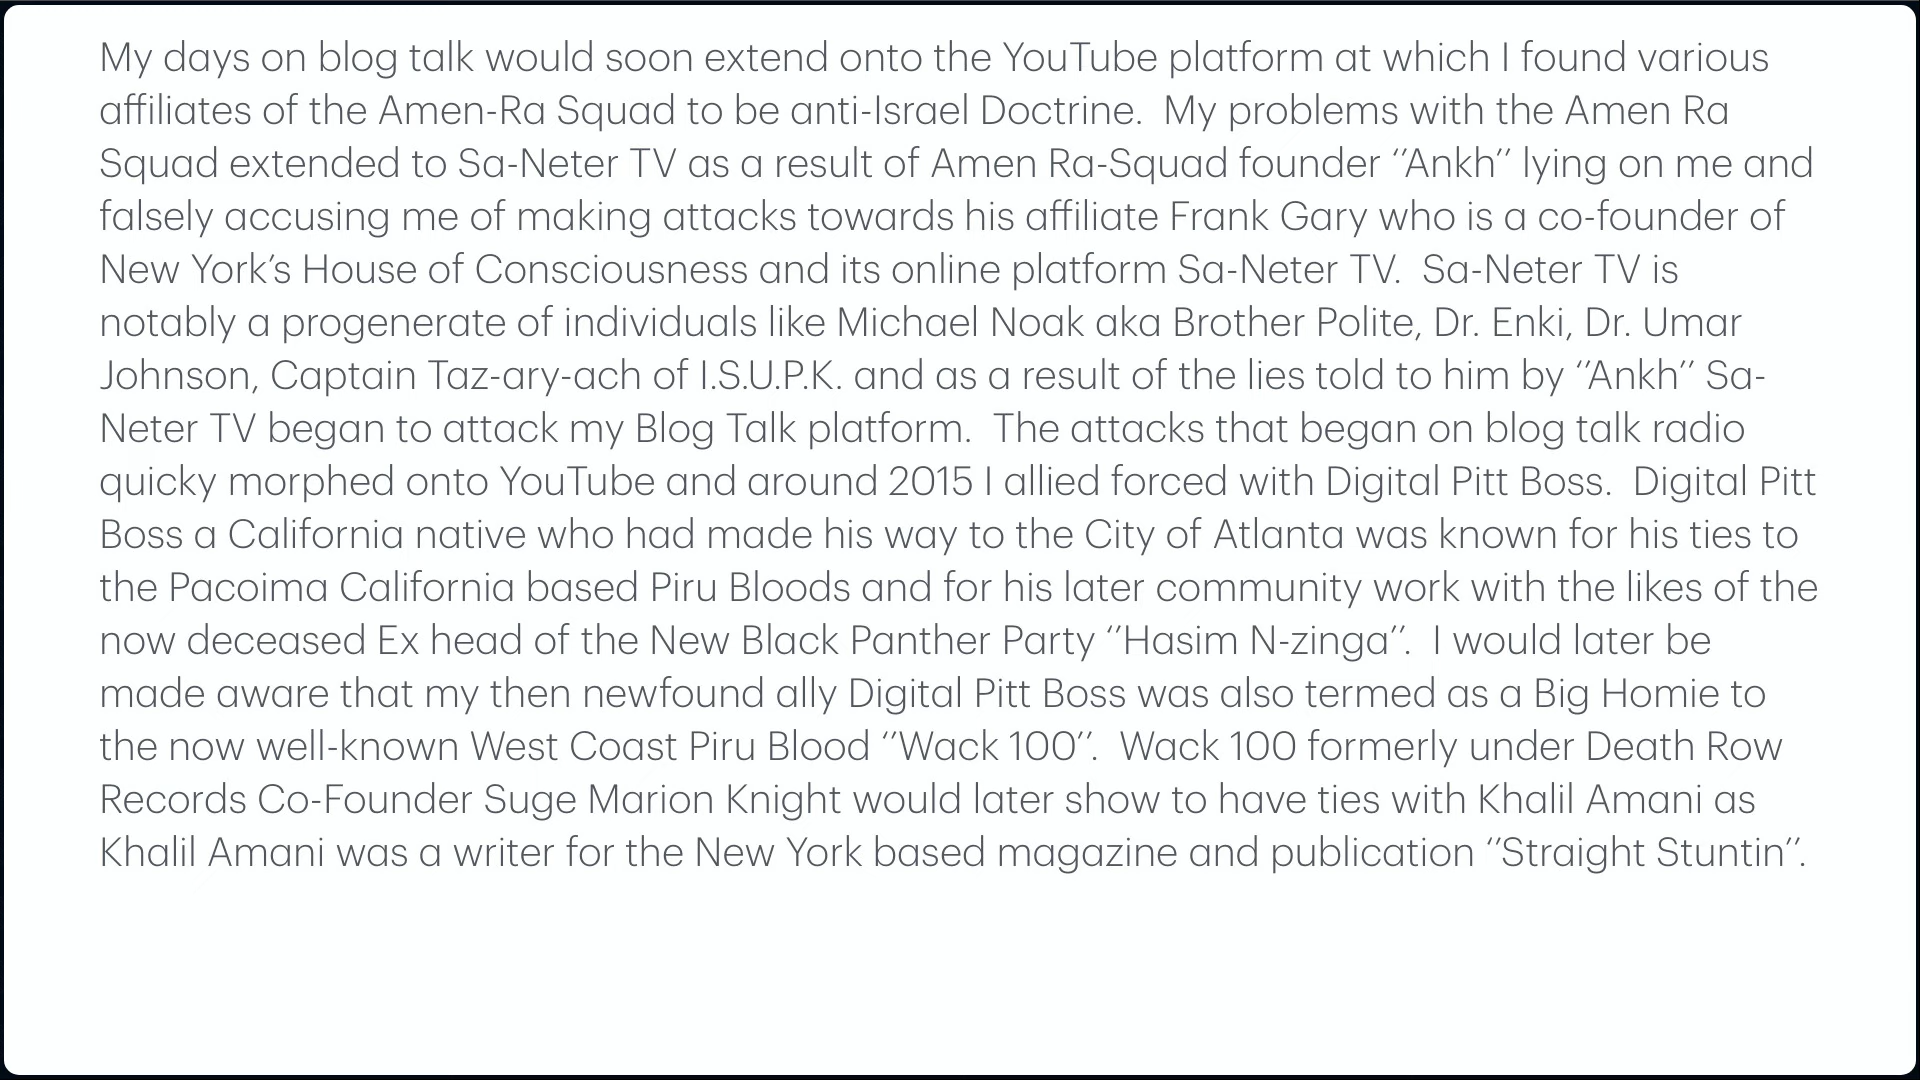 My days on blog talk would soon extend onto the YouTube platform at which I found various
affiliates of the Amen-Ra Squad to be anti-Israel Doctrine.  My problems with the Amen Ra
Squad extended to Sa-Neter TV as a result of Amen Ra-Squad founder ‘’Ankh’’ lying on me and
falsely accusing me of making attacks towards his affiliate Frank Gary who is a co-founder of
New York’s House of Consciousness and its online platform Sa-Neter TV.  Sa-Neter TV is
notably a progenerate of individuals like Michael Noak aka Brother Polite, Dr. Enki, Dr. Umar
Johnson, Captain Taz-ary-ach of I.S.U.P.K. and as a result of the lies told to him by ‘’Ankh’’ Sa-
Neter TV began to attack my Blog Talk platform.  The attacks that began on blog talk radio
quicky morphed onto YouTube and around 2015 I allied forced with Digital Pitt Boss.  Digital Pitt
Boss a California native who had made his way to the City of Atlanta was known for his ties to
the Pacoima California based Piru Bloods and for his later community work with the likes of the
now deceased Ex head of the New Black Panther Party ‘’Hasim N-zinga’’.  I would later be
made aware that my then newfound ally Digital Pitt Boss was also termed as a Big Homie to
the now well-known West Coast Piru Blood ‘’Wack 100’’.  Wack 100 formerly under Death Row
Records Co-Founder Suge Marion Knight would later show to have ties with Khalil Amani as
Khalil Amani was a writer for the New York based magazine and publication ‘’Straight Stuntin’’.